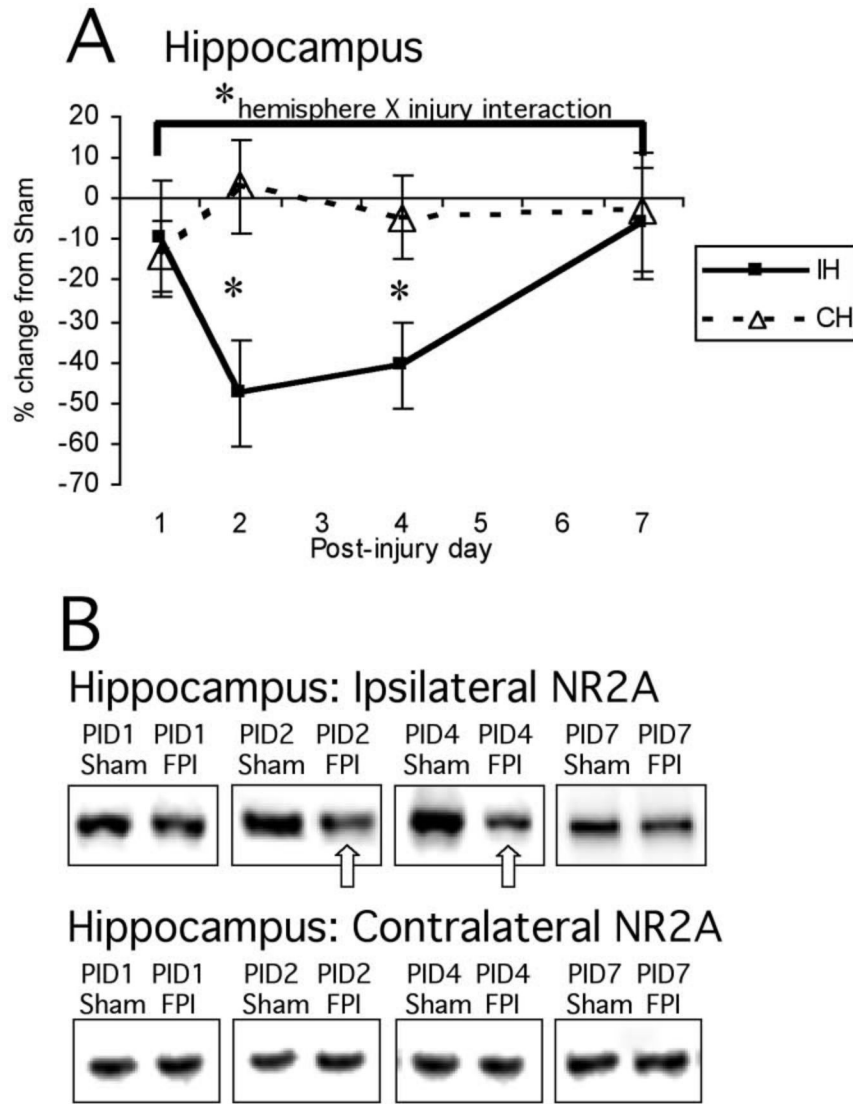 A Hippocampus
* hemisphere X injury interaction
20
10
0
-10
-20
-30
-40
-50
-60
-70
% change from Sham
* *
1 2 3 4 5 6 7
Post-injury day
IH
CH
B
Hippocampus: Ipsilateral NR2A
PID1 PID1 PID2 PID2 PID4 PID4 PID7 PID7
Sham FPI Sham FPI Sham FPI Sham FPI
Hippocampus: Contralateral NR2A
PID1 PID1 PID2 PID2 PID4 PID4 PID7 PID7
Sham FPI Sham FPI Sham FPI Sham FPI